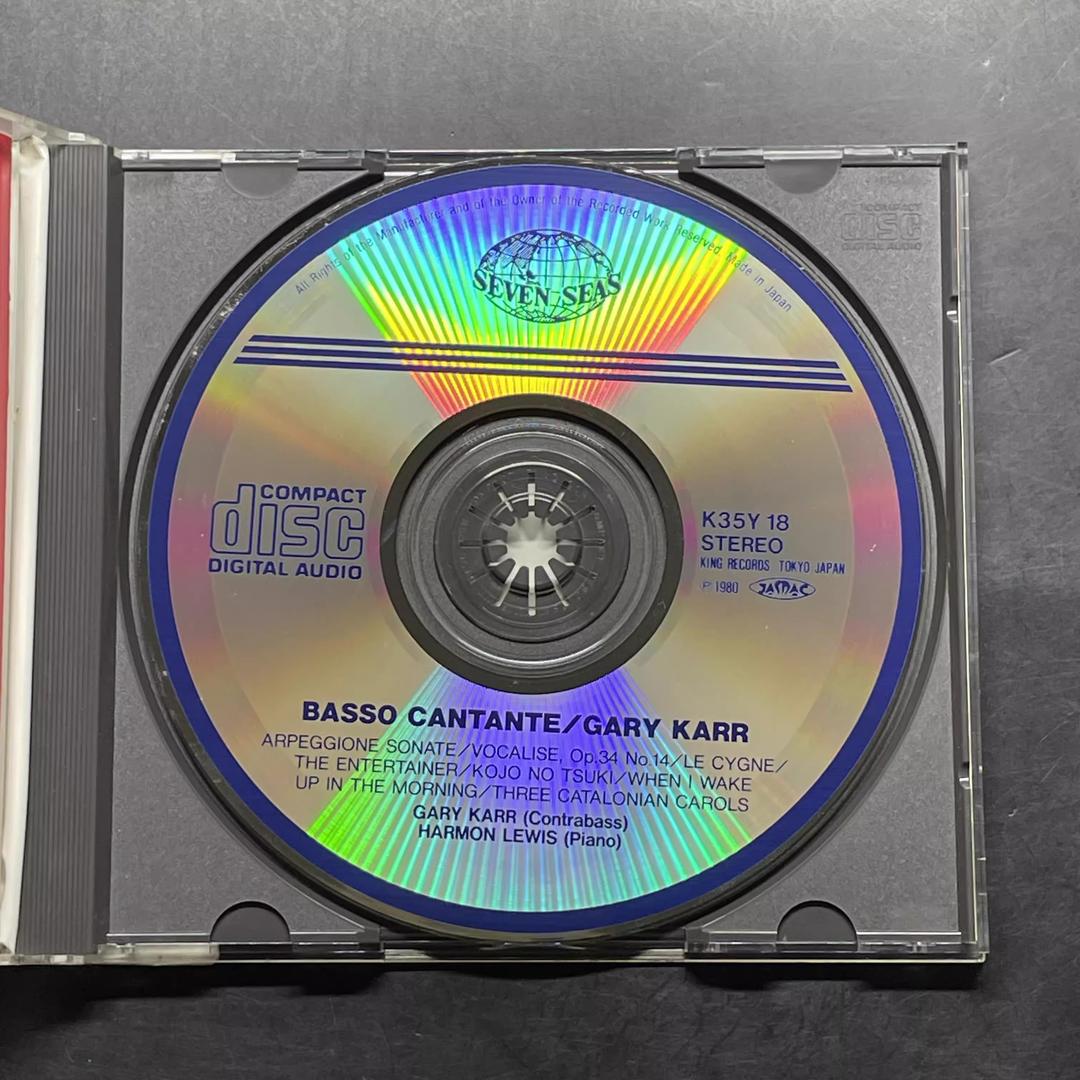 All Rights of the Manufacturer and of the Owner of the Recorded Work Reserved. Made in Japan
SEVEN SEAS
COMPACT
disc
DIGITAL AUDIO
COMPACT
disc
DIGITAL AUDIO
K35Y 18
STEREO
KING RECORDS TOKYO JAPAN
℗ 1980 JASRAC
BASSO CANTANTE/GARY KARR
ARPEGGIONE SONATE/VOCALISE, Op.34 No.14/LE CYGNE/
THE ENTERTAINER/KOJO NO TSUKI/WHEN I WAKE
UP IN THE MORNING/THREE CATALONIAN CAROLS
GARY KARR (Contrabass)
HARMON LEWIS (Piano)